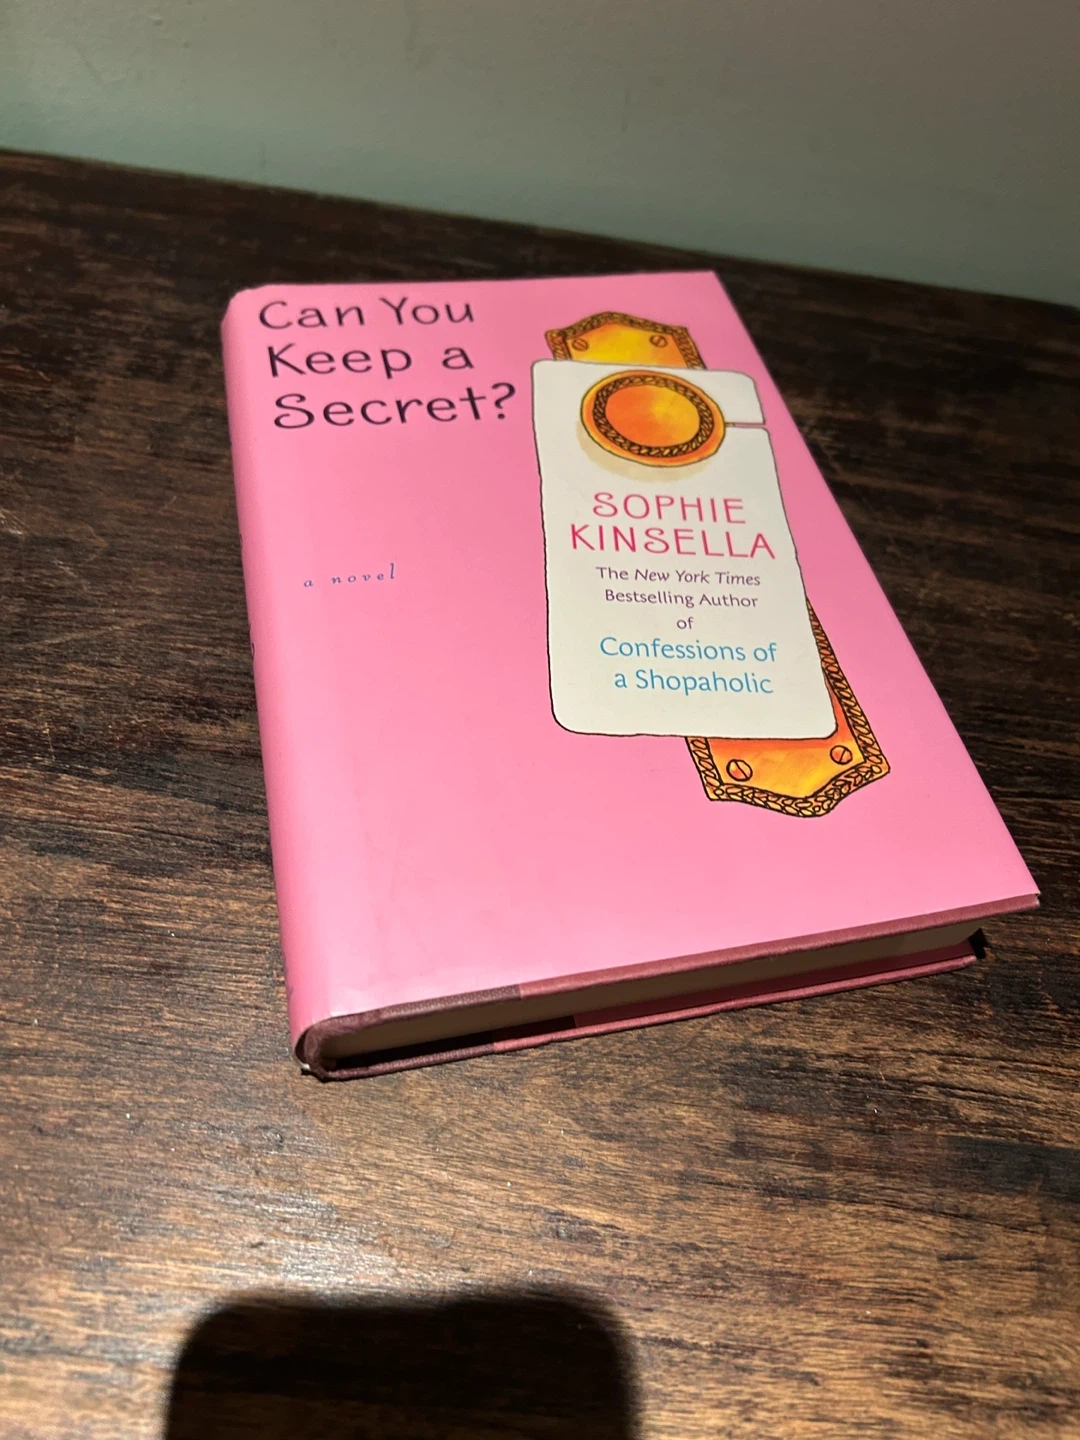 Can You
Keep a
Secret?
a novel
SOPHIE
KINSELLA
The New York Times
Bestselling Author
of
Confessions of
a Shopaholic